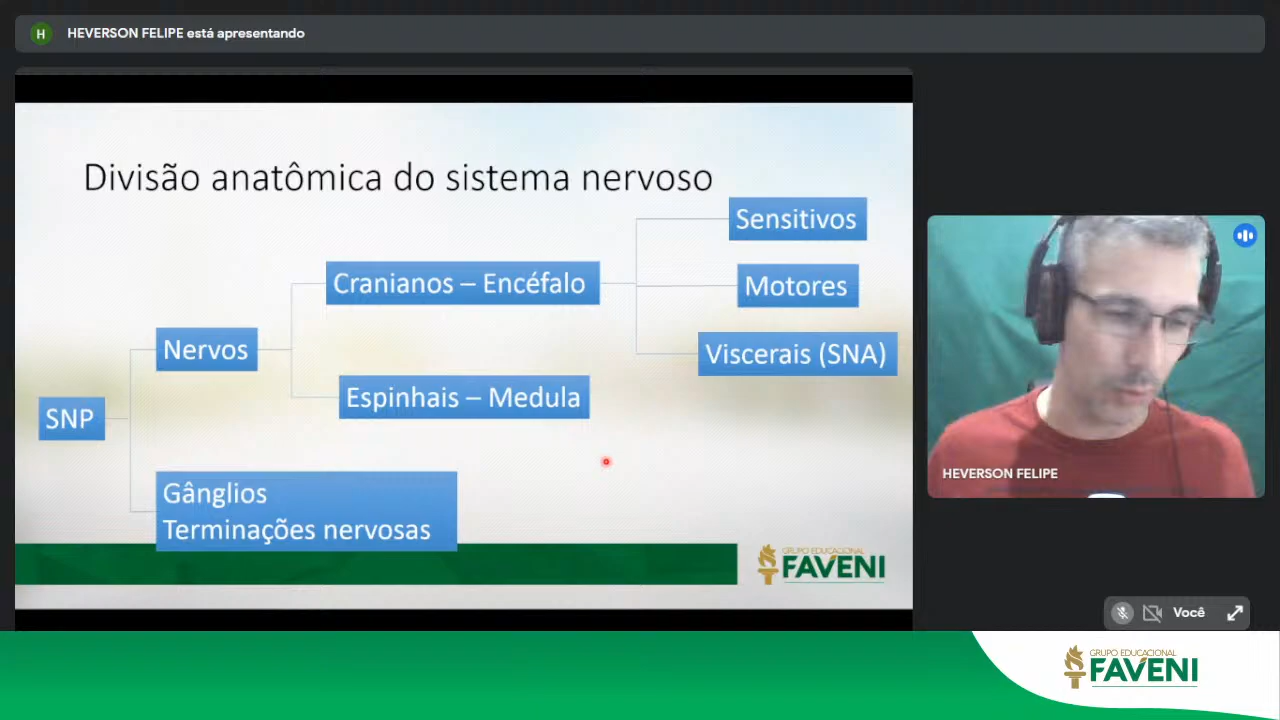 H
HEVERSON FELIPE está apresentando
Divisão anatômica do sistema nervoso
Sensitivos
Cranianos – Encéfalo
Motores
Nervos
Viscerais (SNA)
Espinhais – Medula
SNP
Gânglios
Terminações nervosas
GRUPO EDUCACIONAL
FAVENI
HEVERSON FELIPE
Você
GRUPO EDUCACIONAL
FAVENI